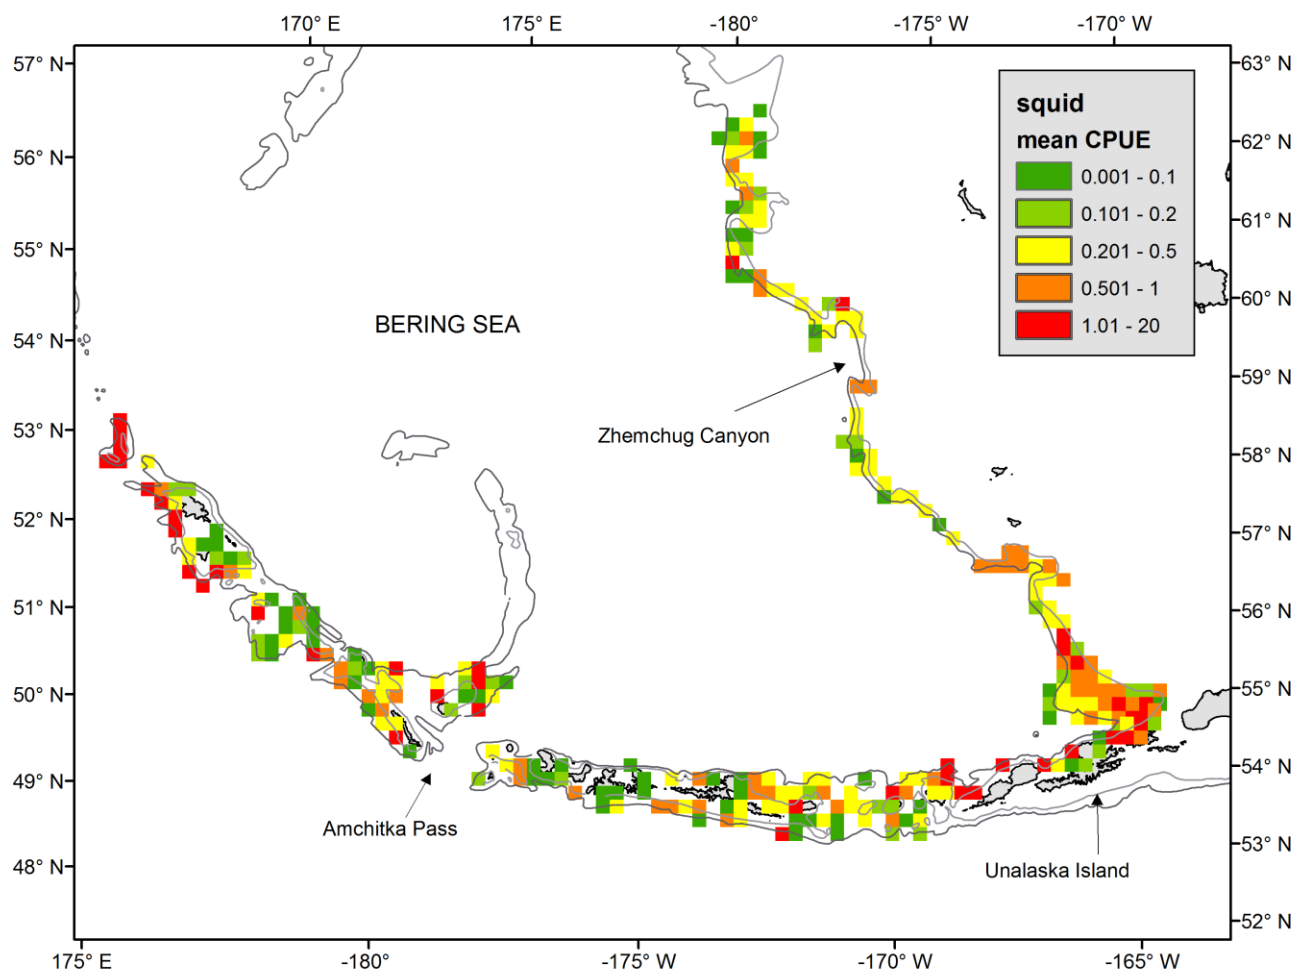 170° E 175° E -180° -175° W -170° W
57° N
56° N
55° N
54° N
53° N
52° N
51° N
50° N
49° N
48° N
63° N
62° N
61° N
60° N
59° N
58° N
57° N
56° N
55° N
54° N
53° N
52° N
squid
mean CPUE
0.001 - 0.1
0.101 - 0.2
0.201 - 0.5
0.501 - 1
1.01 - 20
BERING SEA
Zhemchug Canyon
Amchitka Pass
Unalaska Island
175° E -180° -175° W -170° W -165° W